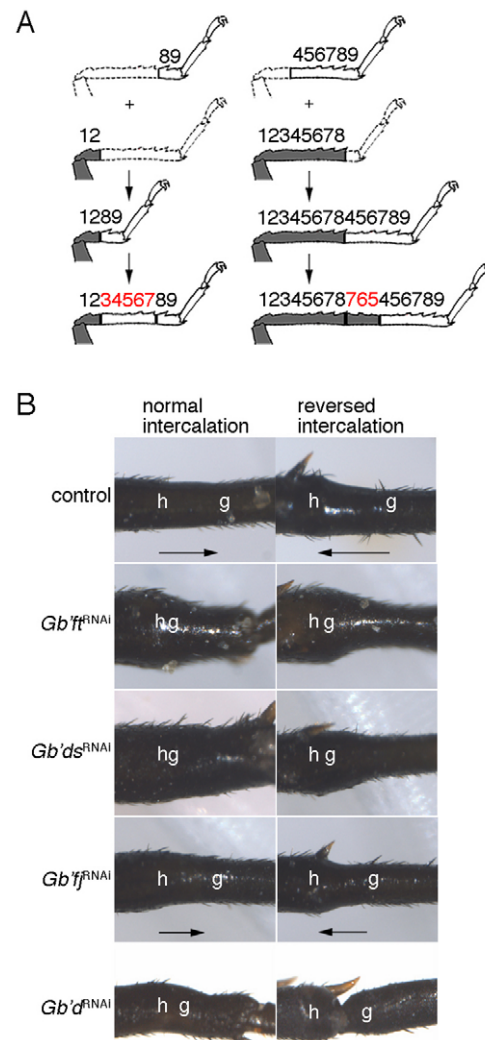 A
89
456789
+
+
12
12345678
1289
12345678456789
123456789
12345678765456789
B
normal
intercalation
reversed
intercalation
control
h g
h g
Gb'ftRNAi
hg
h g
Gb'dsRNAi
hg
h g
Gb'fjRNAi
h g
h g
Gb'dRNAi
h g
h g